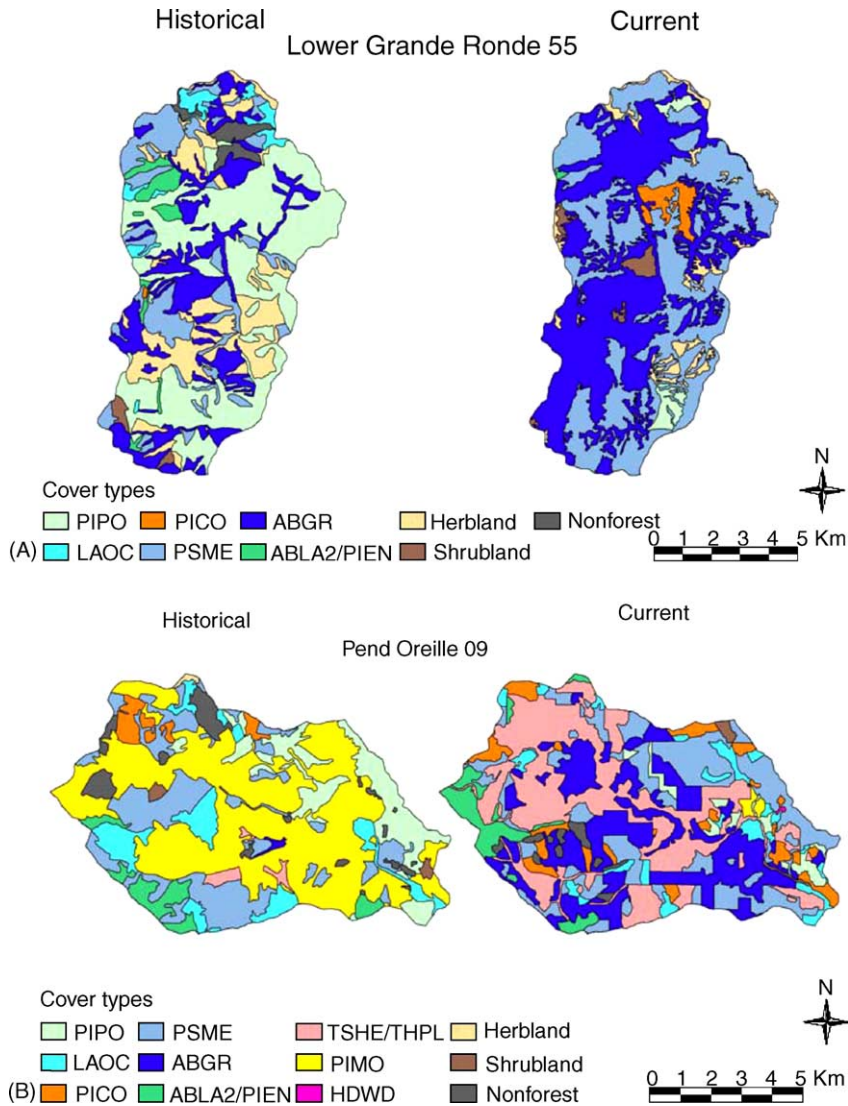 Historical
Current
Lower Grande Ronde 55
N
Cover types
PIPO PICO ABGR Herbland Nonforest
(A) LAOC PSME ABLA2/PIEN Shrubland
0 1 2 3 4 5 Km
Historical
Current
Pend Oreille 09
N
Cover types
PIPO PSME TSHE/THPL Herbland
LAOC ABGR PIMO Shrubland
(B) PICO ABLA2/PIEN HDWD Nonforest
0 1 2 3 4 5 Km